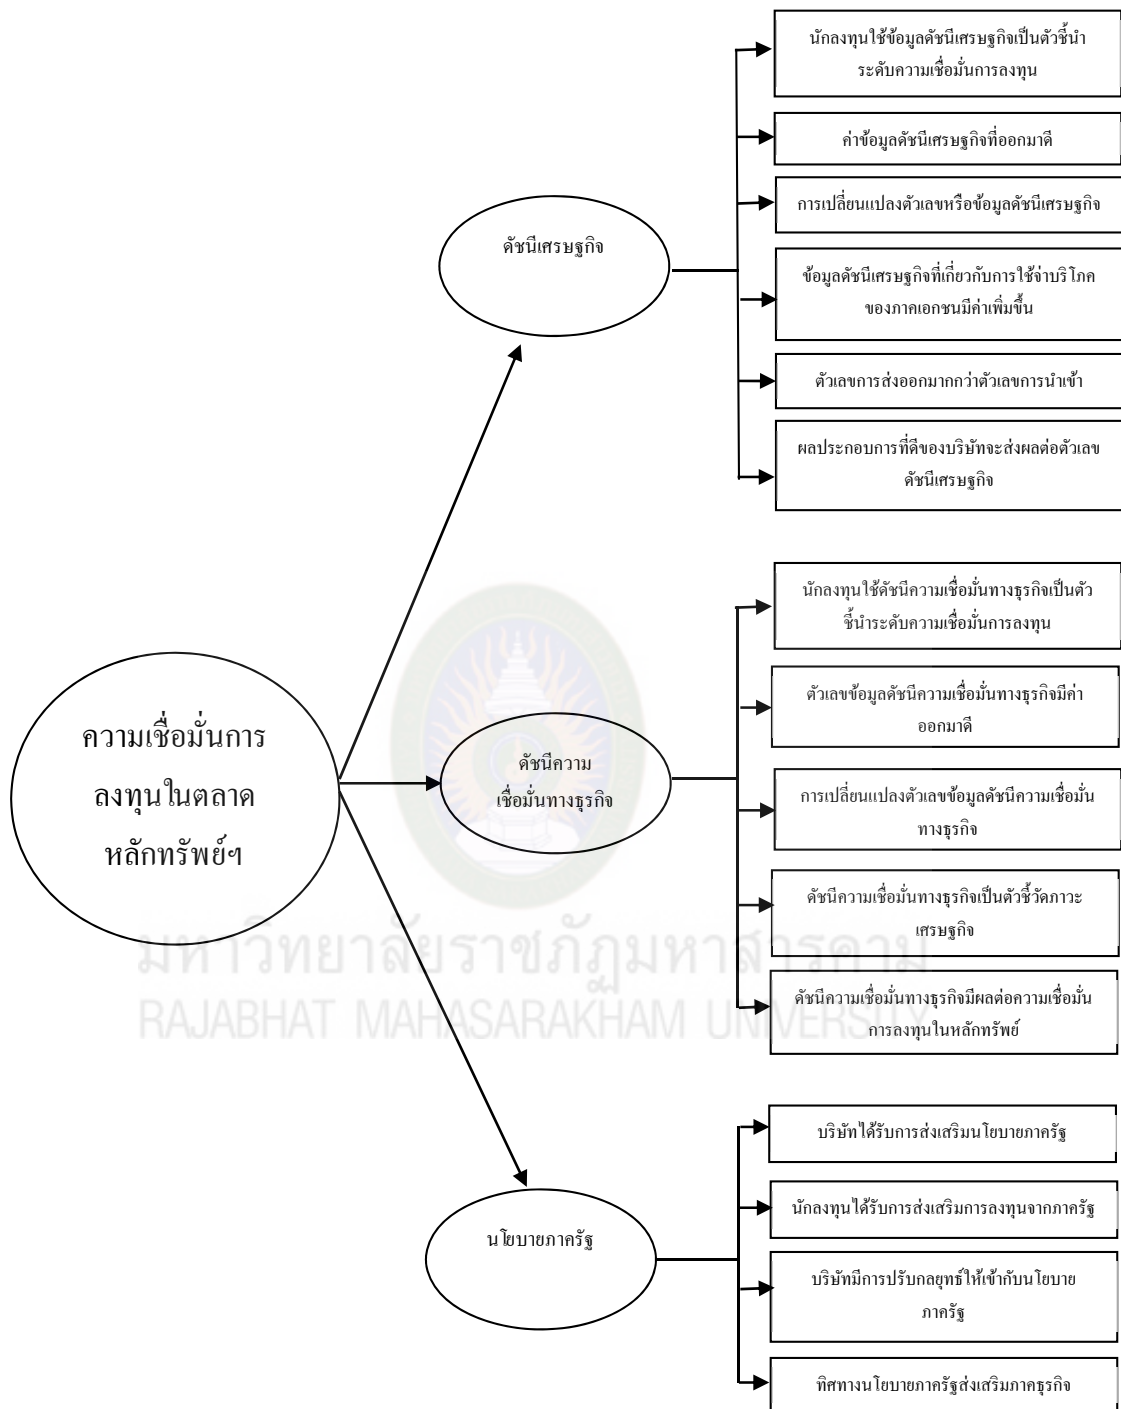 นักลงทุนใช้ข้อมูลดัชนีเศรษฐกิจเป็นตัวชี้นำ
ระดับความเชื่อมั่นการลงทุน
ค่าข้อมูลดัชนีเศรษฐกิจที่ออกมาดี
การเปลี่ยนแปลงตัวเลขหรือข้อมูลดัชนีเศรษฐกิจ
ดัชนีเศรษฐกิจ
ข้อมูลดัชนีเศรษฐกิจที่เกี่ยวกับการใช้จ่าบริโภค
ของภาคเอกชนมีค่าเพิ่มขึ้น
ตัวเลขการส่งออกมากกว่าตัวเลขการนำเข้า
ผลประกอบการที่ดีของบริษัทจะส่งผลต่อตัวเลข
ดัชนีเศรษฐกิจ
นักลงทุนใช้ดัชนีความเชื่อมั่นทางธุรกิจเป็นตัว
ชี้นำระดับความเชื่อมั่นการลงทุน
ตัวเลขข้อมูลดัชนีความเชื่อมั่นทางธุรกิจมีค่า
ออกมาดี
ความเชื่อมั่นการ
ลงทุนในตลาด
หลักทรัพย์ฯ
ดัชนีความ
เชื่อมั่นทางธุรกิจ
การเปลี่ยนแปลงตัวเลขข้อมูลดัชนีความเชื่อมั่น
ทางธุรกิจ
ดัชนีความเชื่อมั่นทางธุรกิจเป็นตัวชี้วัดภาวะ
เศรษฐกิจ
มหาวิทยาลัยราชภัฏมหาสารคาม
RAJABHAT MAHASARAKHAM UNIVERSITY
ดัชนีความเชื่อมั่นทางธุรกิจมีผลต่อความเชื่อมั่น
การลงทุนในหลักทรัพย์
บริษัทได้รับการส่งเสริมนโยบายภาครัฐ
นักลงทุนได้รับการส่งเสริมการลงทุนจากภาครัฐ
นโยบายภาครัฐ
บริษัทมีการปรับกลยุทธ์ให้เข้ากับนโยบาย
ภาครัฐ
ทิศทางนโยบายภาครัฐส่งเสริมภาคธุรกิจ